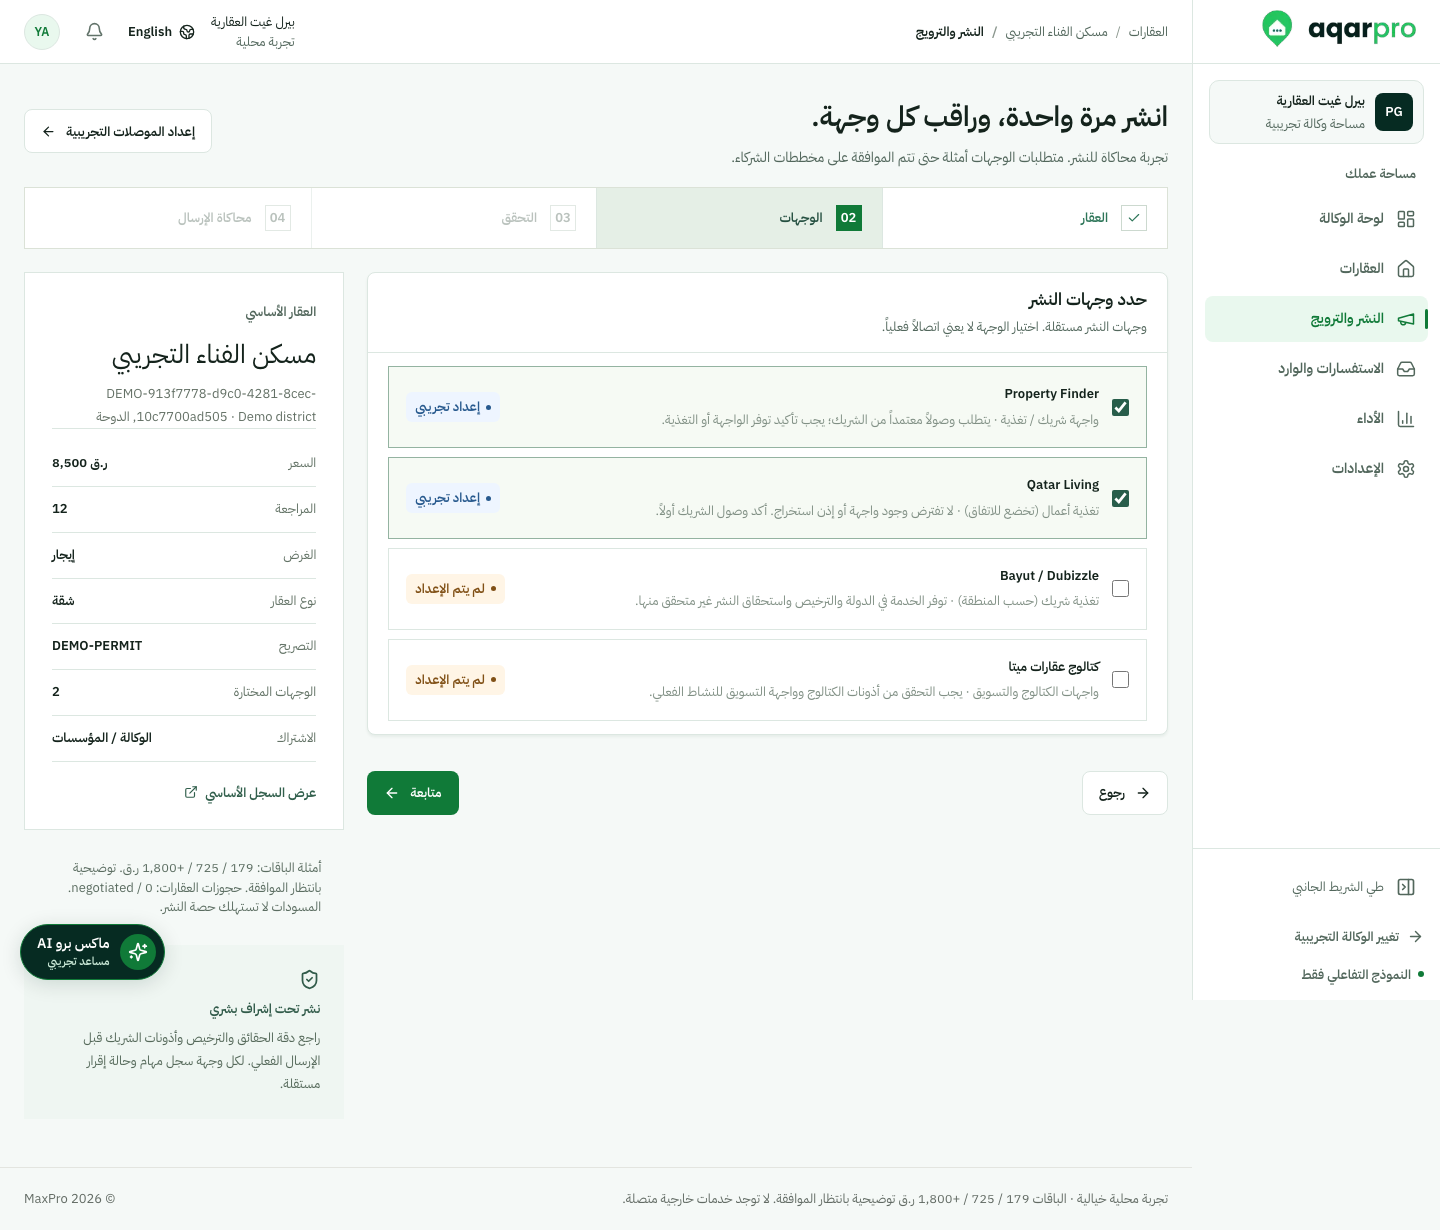 aqarpro
PG
بيرل غيت العقارية
مساحة وكالة تجريبية
مساحة عملك
لوحة الوكالة
العقارات
النشر والترويج
الاستفسارات والوارد
الأداء
الإعدادات
طي الشريط الجانبي
تغيير الوكالة التجريبية
النموذج التفاعلي فقط
العقارات / مسكن الفناء التجريبي / النشر والترويج
بيرل غيت العقارية
تجربة محلية
English
YA
انشر مرة واحدة، وراقب كل وجهة.
تجربة محاكاة للنشر. متطلبات الوجهات أمثلة حتى تتم الموافقة على مخططات الشركاء.
إعداد الموصلات التجريبية
العقار
02 الوجهات
03 التحقق
04 محاكاة الإرسال
حدد وجهات النشر
وجهات النشر مستقلة. اختيار الوجهة لا يعني اتصالاً فعلياً.
Property Finder
واجهة شريك / تغذية · يتطلب وصولاً معتمداً من الشريك؛ يجب تأكيد توفر الواجهة أو التغذية.
إعداد تجريبي
Qatar Living
تغذية أعمال (تخضع للاتفاق) · لا تفترض وجود واجهة أو إذن استخراج. أكد وصول الشريك أولاً.
إعداد تجريبي
Bayut / Dubizzle
تغذية شريك (حسب المنطقة) · توفر الخدمة في الدولة والترخيص واستحقاق النشر غير متحقق منها.
لم يتم الإعداد
كتالوج عقارات ميتا
واجهات الكتالوج والتسويق · يجب التحقق من أذونات الكتالوج وواجهة التسويق للنشاط الفعلي.
لم يتم الإعداد
رجوع
متابعة
العقار الأساسي
مسكن الفناء التجريبي
DEMO-913f7778-d9c0-4281-8cec-
10c7700ad505 · Demo district, الدوحة
السعر
8,500 ر.ق
المراجعة
12
الغرض
إيجار
نوع العقار
شقة
التصريح
DEMO-PERMIT
الوجهات المختارة
2
الاشتراك
الوكالة / المؤسسات
عرض السجل الأساسي
أمثلة الباقات: 179 / 725 / +1,800 ر.ق. توضيحية
بانتظار الموافقة. حجوزات العقارات: 0 / negotiated.
المسودات لا تستهلك حصة النشر.
ماكس برو AI
مساعد تجريبي
نشر تحت إشراف بشري
راجع دقة الحقائق والترخيص وأذونات الشريك قبل
الإرسال الفعلي. لكل وجهة سجل مهام وحالة إقرار
مستقلة.
تجربة محلية خيالية · الباقات 179 / 725 / +1,800 ر.ق توضيحية بانتظار الموافقة. لا توجد خدمات خارجية متصلة.
© 2026 MaxPro